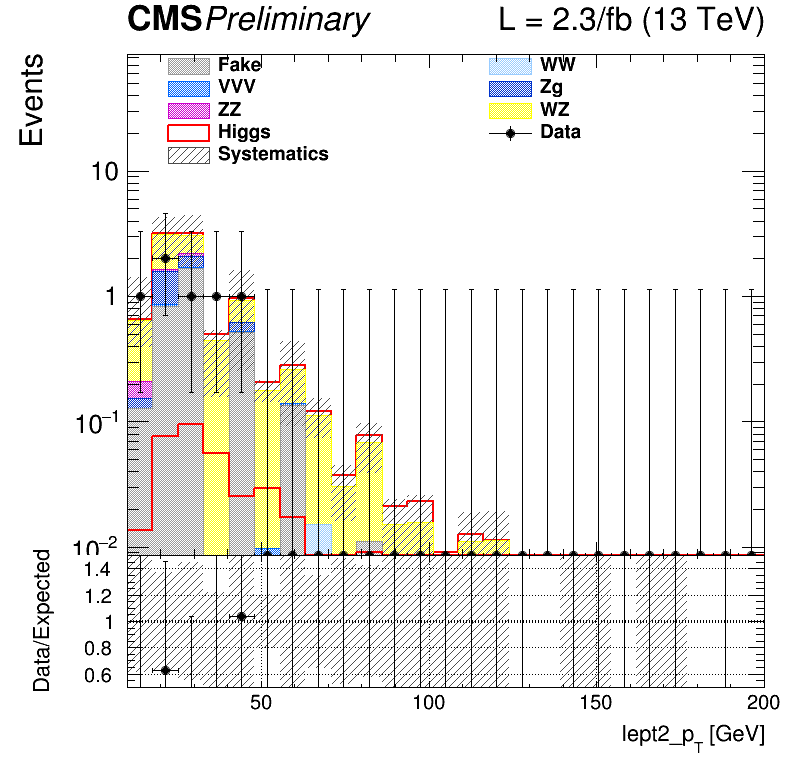 CMS Preliminary L = 2.3/fb (13 TeV)
Events
Fake WW
VVV Zg
ZZ WZ
Higgs Data
Systematics
10
1
10⁻¹
10⁻²
Data/Expected
1.4
1.2
1
0.8
0.6
50 100 150 200
lept2_p_T [GeV]